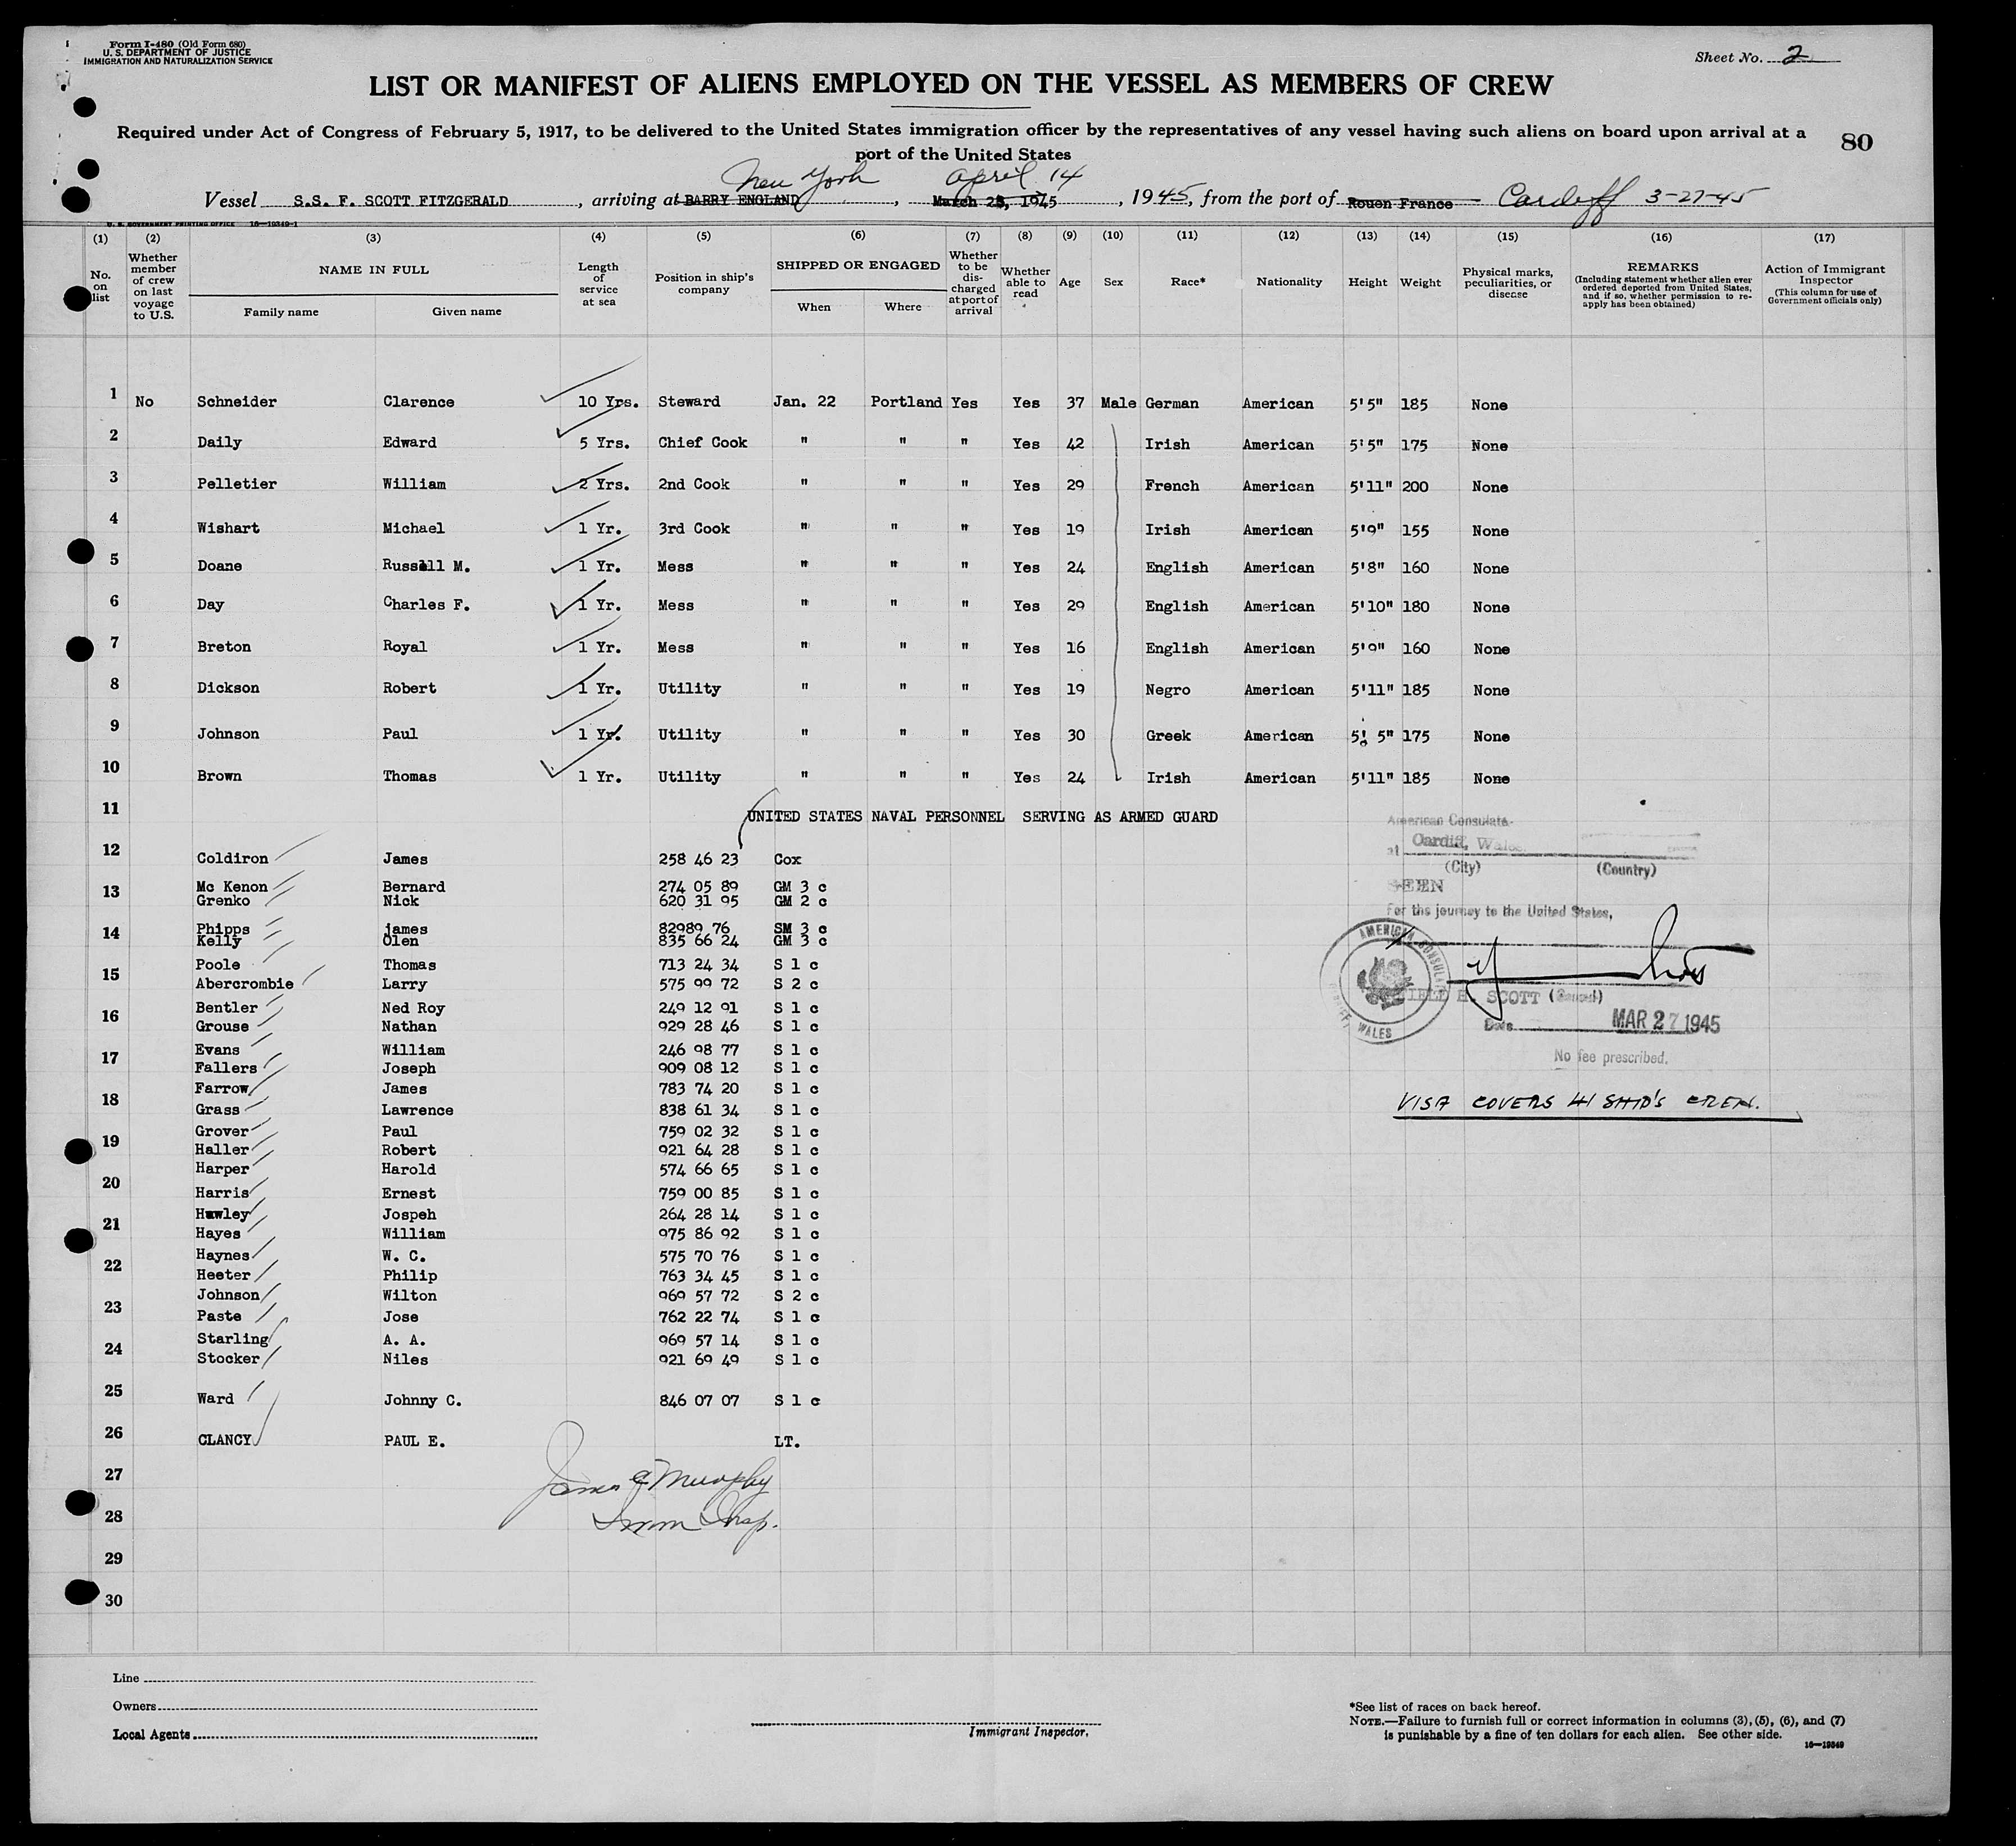 Form I-480 (Old Form 680)
U. S. DEPARTMENT OF JUSTICE
IMMIGRATION AND NATURALIZATION SERVICE
Sheet No. 2
LIST OR MANIFEST OF ALIENS EMPLOYED ON THE VESSEL AS MEMBERS OF CREW
Required under Act of Congress of February 5, 1917, to be delivered to the United States immigration officer by the representatives of any vessel having such aliens on board upon arrival at a
port of the United States
80
New York April 14
Vessel S.S. F. SCOTT FITZGERALD, arriving at BARRY ENGLAND, March 23, 1945, 1945, from the port of Rouen France Cardiff 3-27-45
U. S. GOVERNMENT PRINTING OFFICE 16-19349-1
(1) (2) (3) (4) (5) (6) (7) (8) (9) (10) (11) (12) (13) (14) (15) (16) (17)
No. on list
Whether member of crew on last voyage to U.S.
NAME IN FULL
Family name
Given name
Length of service at sea
Position in ship's company
SHIPPED OR ENGAGED
When
Where
Whether to be discharged at port of arrival
Whether able to read
Age
Sex
Race*
Nationality
Height
Weight
Physical marks, peculiarities, or disease
REMARKS
(Including statement whether alien ever ordered deported from United States, and if so, whether permission to reapply has been obtained)
Action of Immigrant Inspector
(This column for use of Government officials only)
1 No Schneider Clarence 10 Yrs. Steward Jan. 22 Portland Yes Yes 37 Male German American 5'5" 185 None
2 Daily Edward 5 Yrs. Chief Cook " " " Yes 42 Irish American 5'5" 175 None
3 Pelletier William 2 Yrs. 2nd Cook " " " Yes 29 French American 5'11" 200 None
4 Wishart Michael 1 Yr. 3rd Cook " " " Yes 19 Irish American 5'9" 155 None
5 Doane Russell M. 1 Yr. Mess " " " Yes 24 English American 5'8" 160 None
6 Day Charles F. 1 Yr. Mess " " " Yes 29 English American 5'10" 180 None
7 Breton Royal 1 Yr. Mess " " " Yes 16 English American 5'9" 160 None
8 Dickson Robert 1 Yr. Utility " " " Yes 19 Negro American 5'11" 185 None
9 Johnson Paul 1 Yr. Utility " " " Yes 30 Greek American 5' 5" 175 None
10 Brown Thomas 1 Yr. Utility " " " Yes 24 Irish American 5'11" 185 None
11 UNITED STATES NAVAL PERSONNEL SERVING AS ARMED GUARD
12 Coldiron James 258 46 23 Cox
13 Mc Kenon Bernard 274 05 89 GM 3 c
Grenko Nick 620 31 95 GM 2 c
14 Phipps james 82989 76 SM 3 c
Kelly Olen 835 66 24 GM 3 c
Poole Thomas 713 24 34 S 1 c
15 Abercrombie Larry 575 99 72 S 2 c
Bentler Ned Roy 249 12 91 S 1 c
16 Grouse Nathan 929 28 46 S 1 c
Evans William 246 98 77 S 1 c
17 Fallers Joseph 909 08 12 S 1 c
Farrow James 783 74 20 S 1 c
18 Grass Lawrence 838 61 34 S 1 c
Grover Paul 759 02 32 S 1 c
19 Haller Robert 921 64 28 S 1 c
Harper Harold 574 66 65 S 1 c
20 Harris Ernest 759 00 85 S 1 c
Hawley Jospeh 264 28 14 S 1 c
21 Hayes William 975 86 92 S 1 c
Haynes W. C. 575 70 76 S 1 c
22 Heeter Philip 763 34 45 S 1 c
Johnson Wilton 969 57 72 S 2 c
23 Paste Jose 762 22 74 S 1 c
Starling A. A. 969 57 14 S 1 c
24 Stocker Niles 921 69 49 S 1 c
25 Ward Johnny C. 846 07 07 S 1 c
26 CLANCY PAUL E. LT.
27 James J Murphy
28 Imm Insp.
29
30
American Consulate
at Cardiff, Wales
(City) (Country)
SEEN
For the journey to the United States,
AMERICAN CONSULATE
CARDIFF, WALES
H. SCOTT
Date MAR 27 1945
No fee prescribed.
VISA COVERS 41 SHIP'S CREW.
Line
Owners
Local Agents
Immigrant Inspector.
*See list of races on back hereof.
NOTE.—Failure to furnish full or correct information in columns (3), (5), (6), and (7)
is punishable by a fine of ten dollars for each alien. See other side.
16-19349